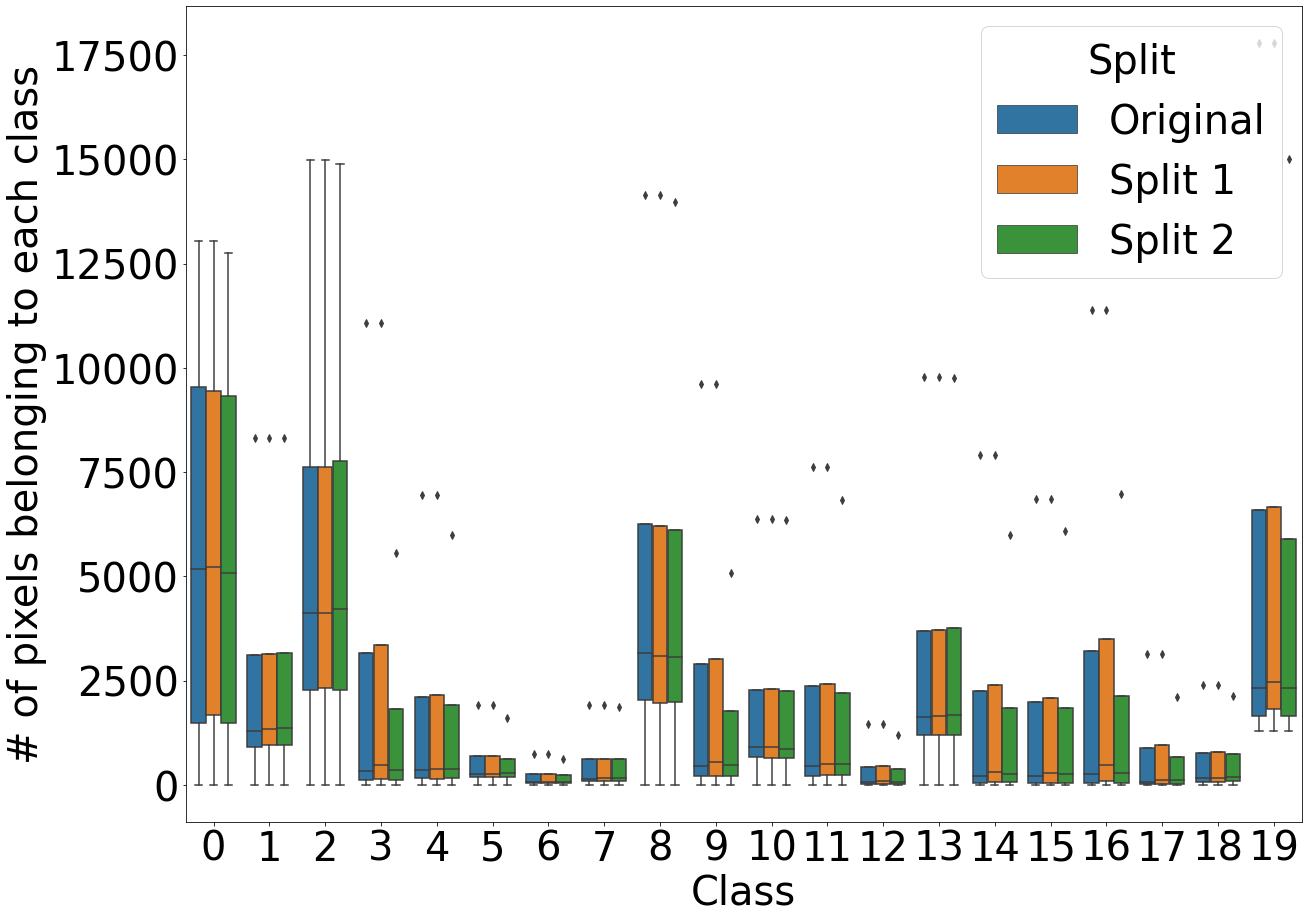 # of pixels belonging to each class
17500
15000
12500
10000
7500
5000
2500
0
Split
Original
Split 1
Split 2
0 1 2 3 4 5 6 7 8 9 10 11 12 13 14 15 16 17 18 19
Class